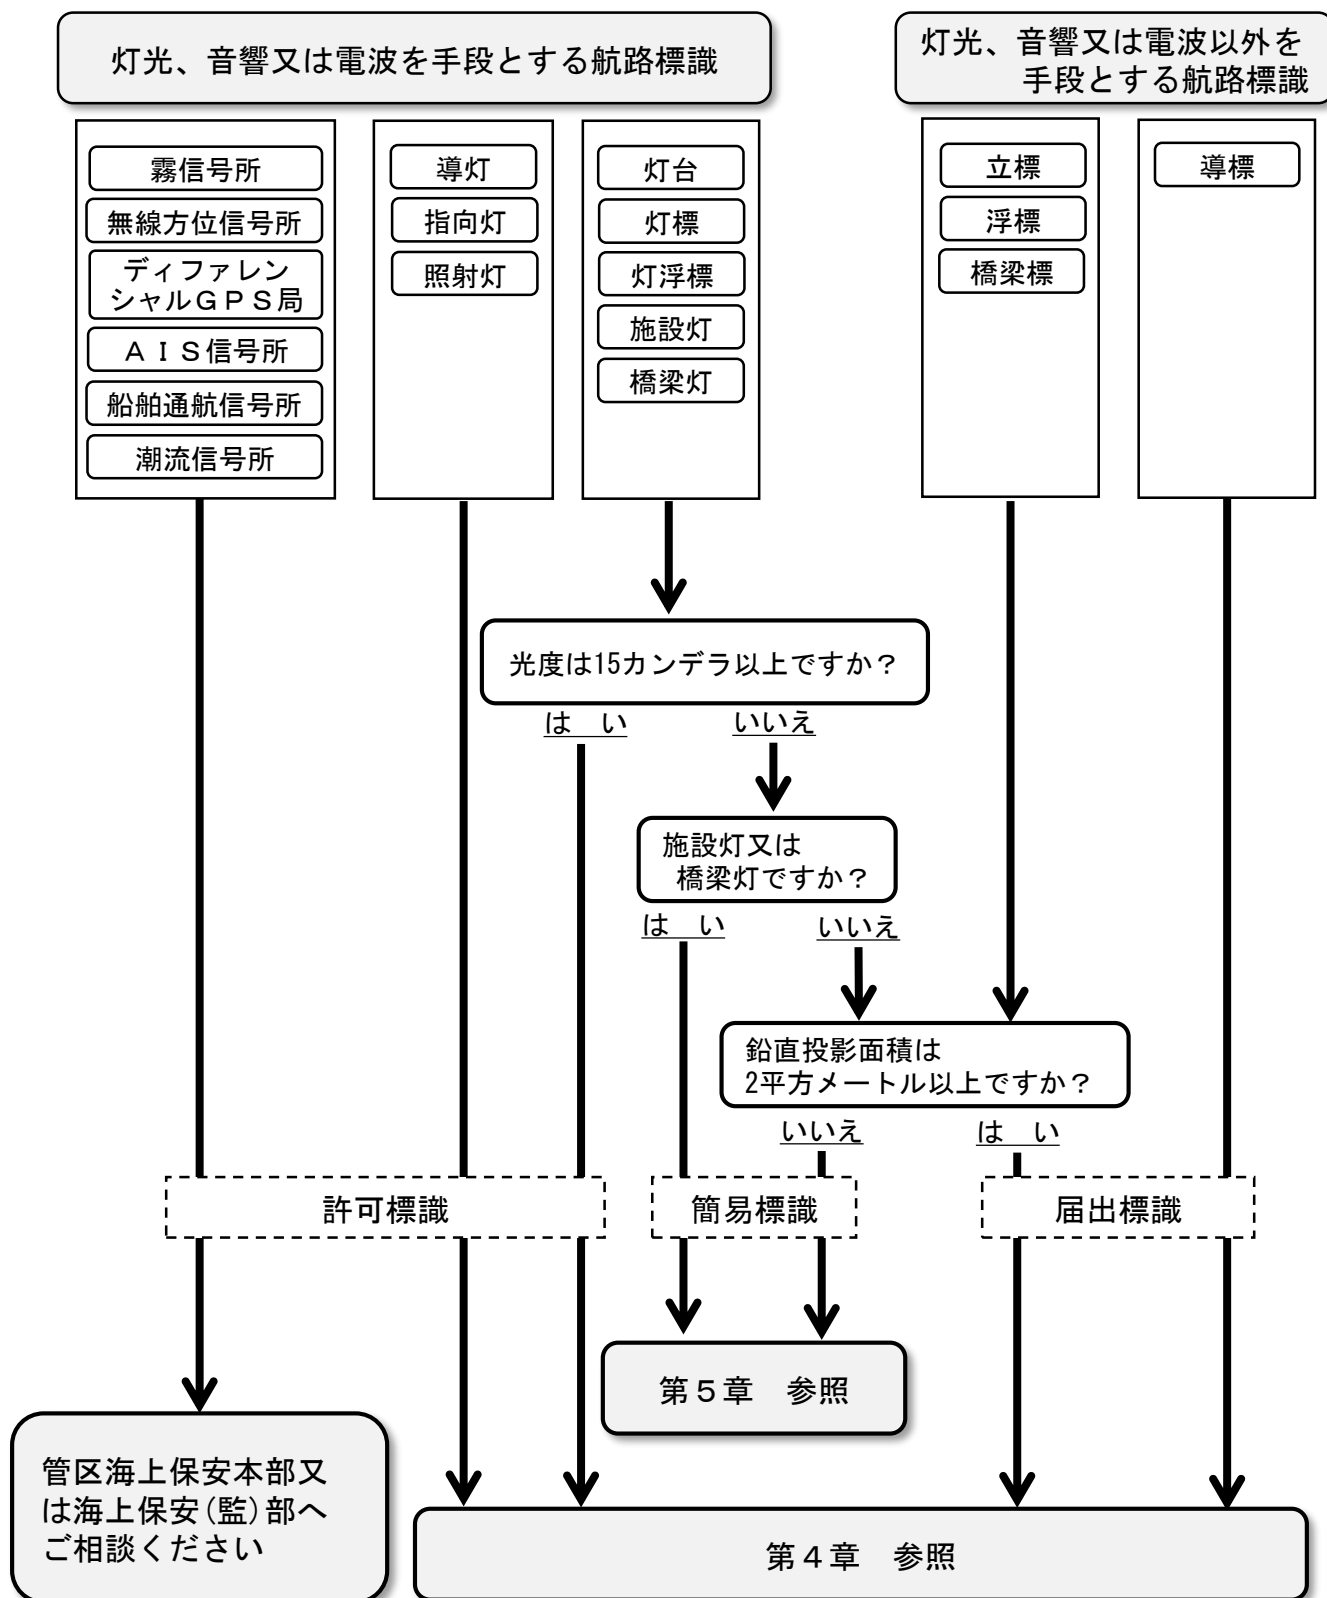 灯光、音響又は電波を手段とする航路標識
灯光、音響又は電波以外を
手段とする航路標識
霧信号所
無線方位信号所
ディファレン
シャルＧＰＳ局
ＡＩＳ信号所
船舶通航信号所
潮流信号所
導灯
指向灯
照射灯
灯台
灯標
灯浮標
施設灯
橋梁灯
立標
浮標
橋梁標
導標
光度は15カンデラ以上ですか？
は　い
いいえ
施設灯又は
橋梁灯ですか？
は　い
いいえ
鉛直投影面積は
2平方メートル以上ですか？
いいえ
は　い
許可標識
簡易標識
届出標識
第５章　参照
管区海上保安本部又
は海上保安(監)部へ
ご相談ください
第４章　参照